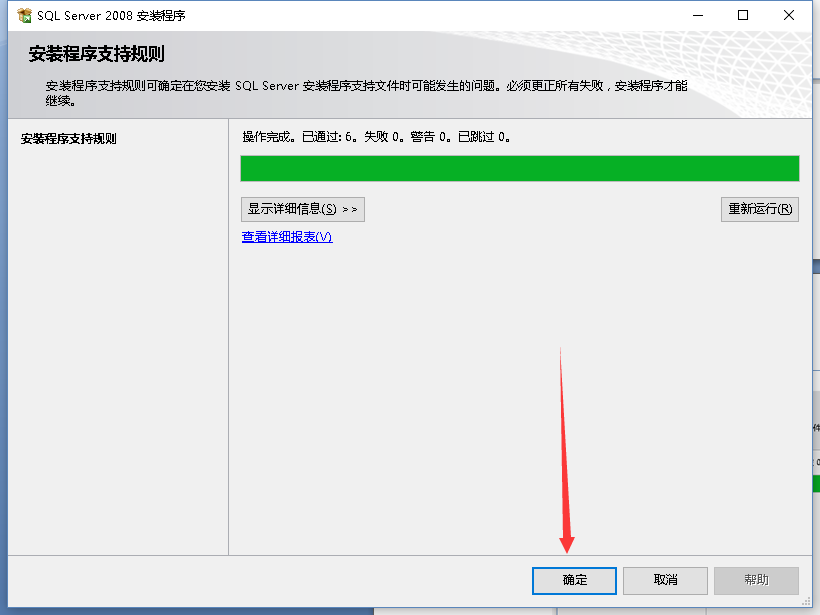 SQL Server 2008 安装程序
安装程序支持规则
安装程序支持规则可确定在您安装 SQL Server 安装程序支持文件时可能发生的问题。必须更正所有失败，安装程序才能
继续。
安装程序支持规则
操作完成。已通过: 6。失败 0。警告 0。已跳过 0。
显示详细信息(S) >>
重新运行(R)
查看详细报表(V)
件
确定
取消
帮助